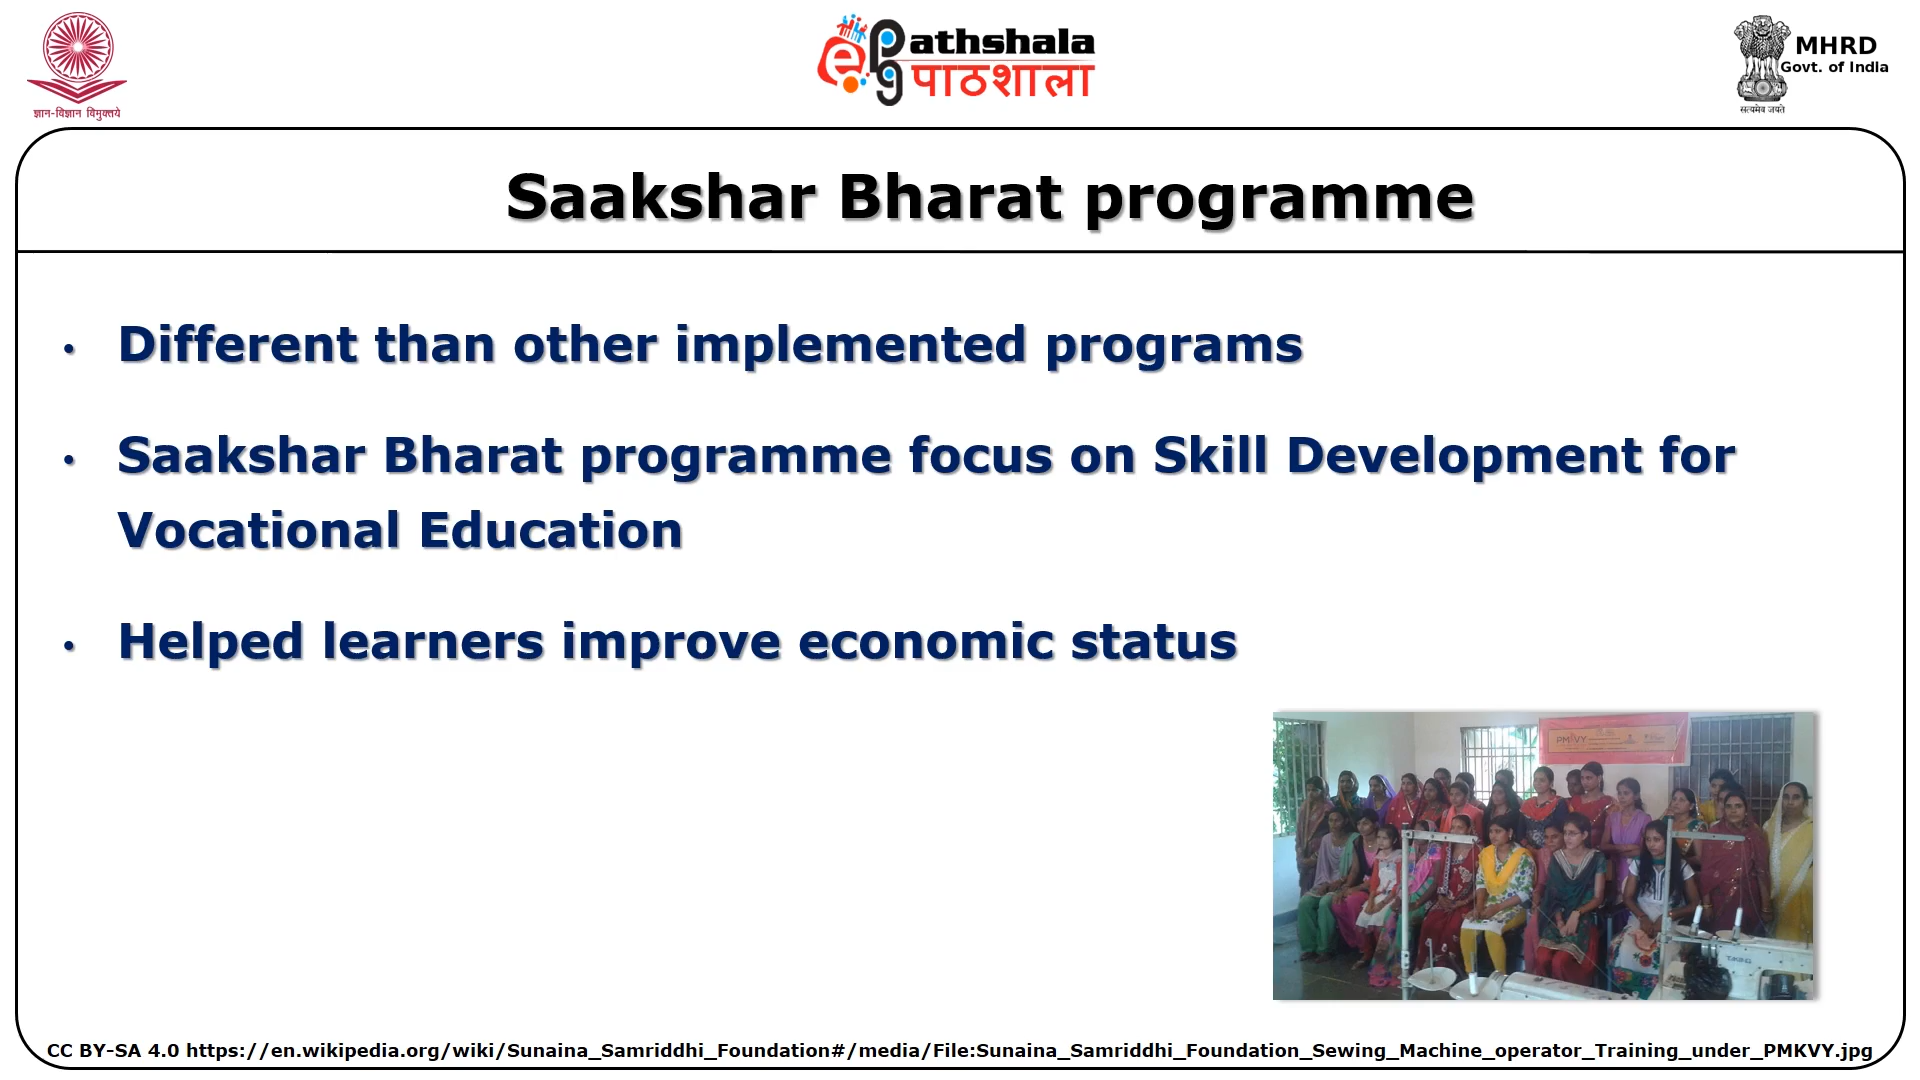 ज्ञान-विज्ञान विमुक्तये
e Pg athshala
पाठशाला
MHRD
Govt. of India
सत्यमेव जयते
Saakshar Bharat programme
• Different than other implemented programs
• Saakshar Bharat programme focus on Skill Development for
Vocational Education
• Helped learners improve economic status
PMKVY
CC BY-SA 4.0 https://en.wikipedia.org/wiki/Sunaina_Samriddhi_Foundation#/media/File:Sunaina_Samriddhi_Foundation_Sewing_Machine_operator_Training_under_PMKVY.jpg